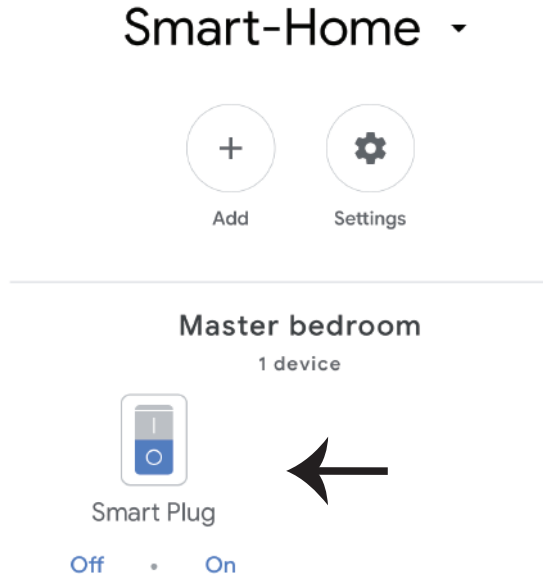 Smart-Home
Add Settings
Master bedroom
1 device
Smart Plug
Off • On